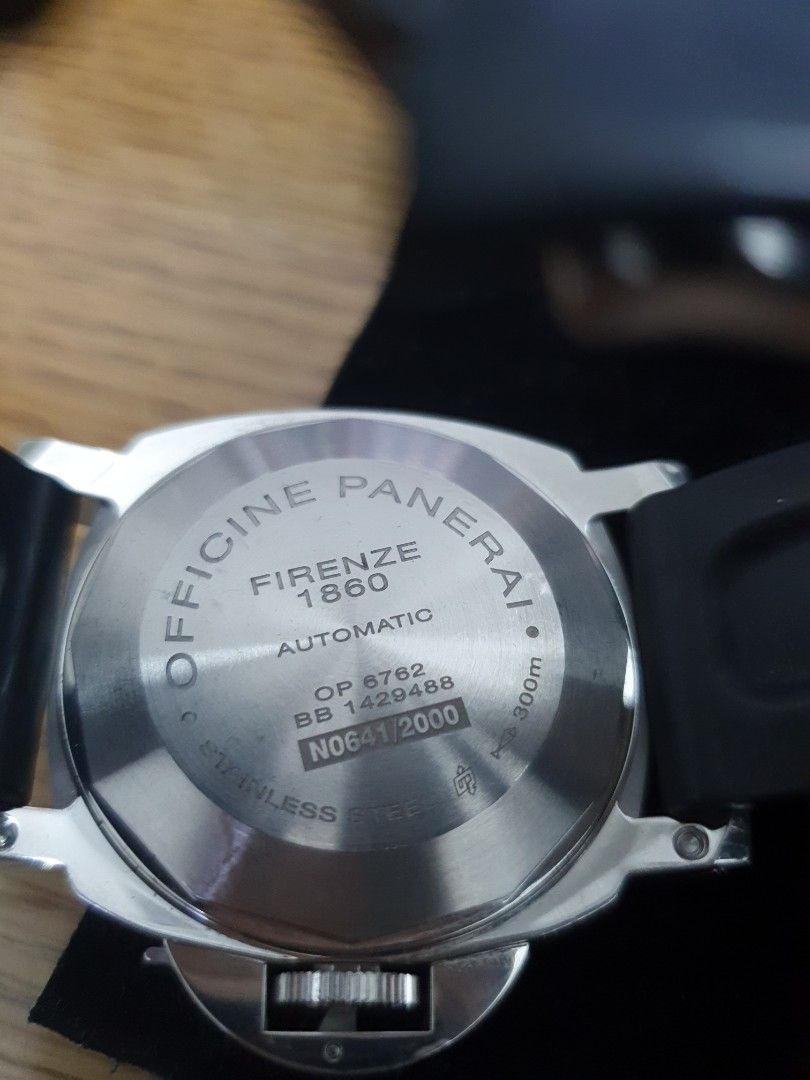 OFFICINE PANERAI
FIRENZE
1860
AUTOMATIC
OP 6762
BB 1429488
N0641/2000
300m
STAINLESS STEEL